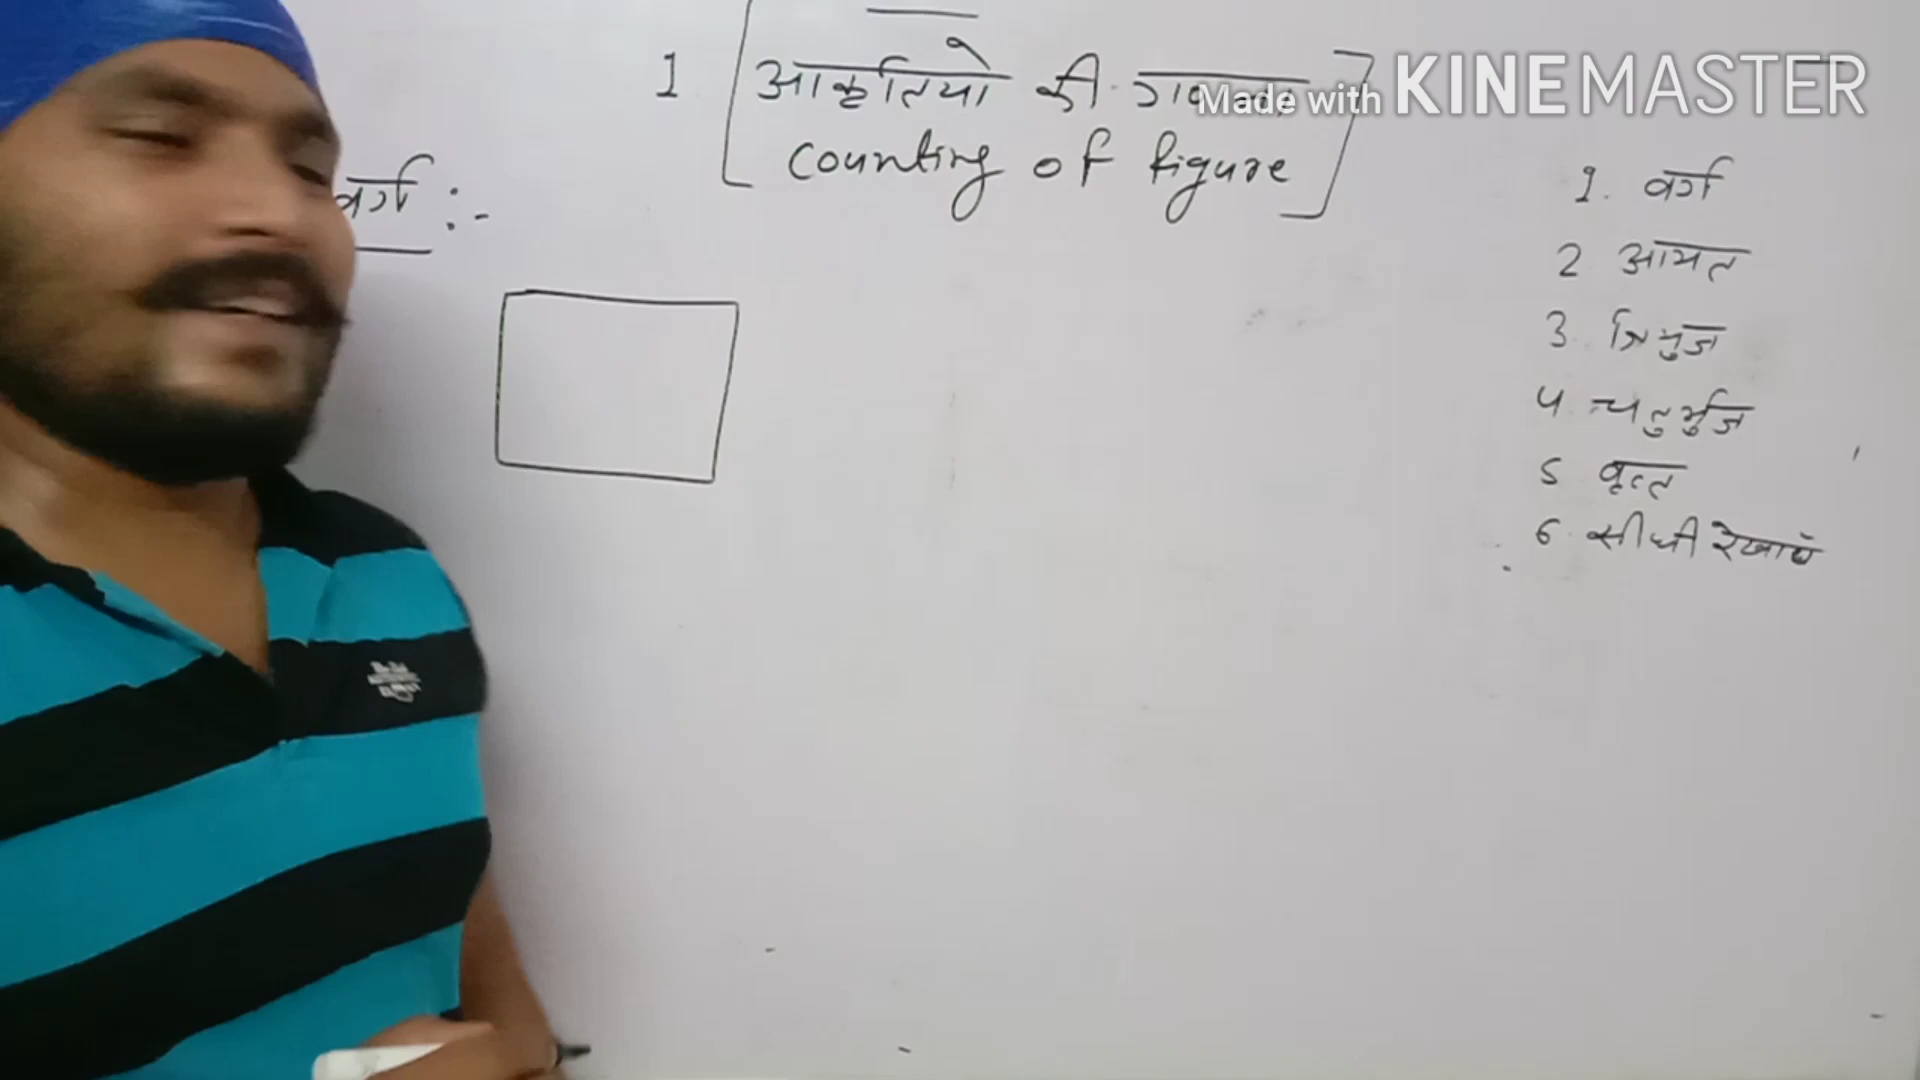 1 आकृतियो की गणना
counting of figure
Made with KINEMASTER
वर्ग :-
1. वर्ग
2 आयत
3. त्रिभुज
4. चतुर्भुज
5 वृत्त
6. सीधी रेखाएँ